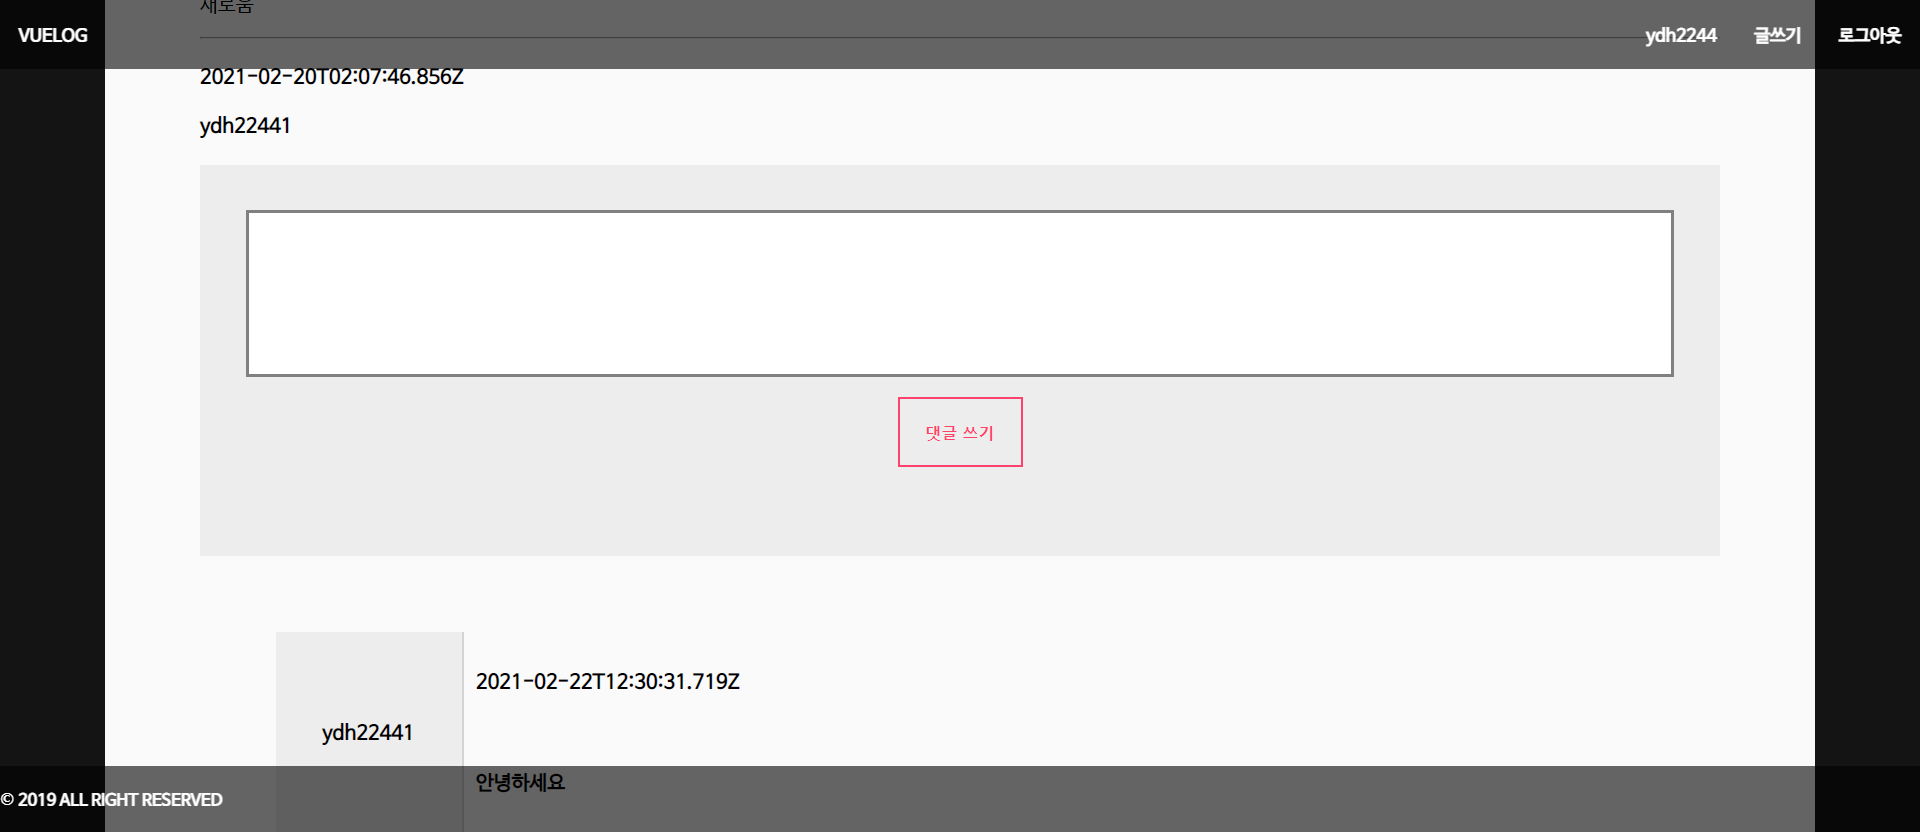 새로움
VUELOG
ydh2244
글쓰기
로그아웃
2021-02-20T02:07:46.856Z
ydh22441
댓글 쓰기
2021-02-22T12:30:31.719Z
ydh22441
안녕하세요
© 2019 ALL RIGHT RESERVED